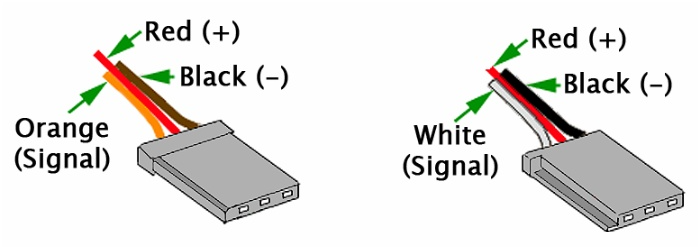 Red (+)
Black (–)
Orange
(Signal)
Red (+)
Black (–)
White
(Signal)